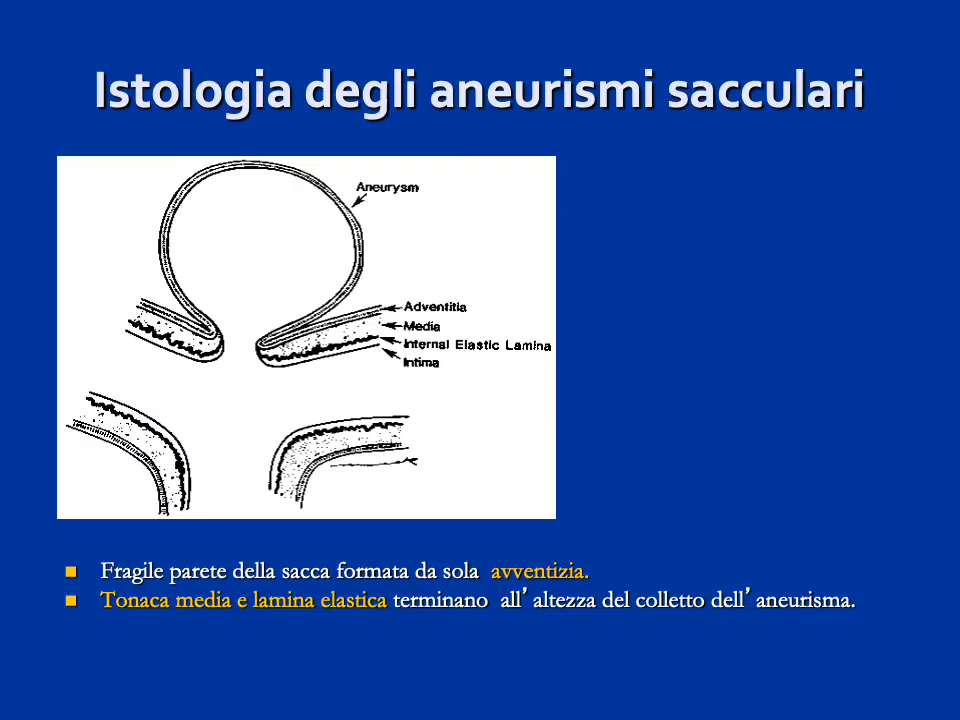 Istologia degli aneurismi sacculari
Aneurysm
Adventitia
Media
Internal Elastic Lamina
Intima
Fragile parete della sacca formata da sola avventizia.
Tonaca media e lamina elastica terminano all’altezza del colletto dell’aneurisma.